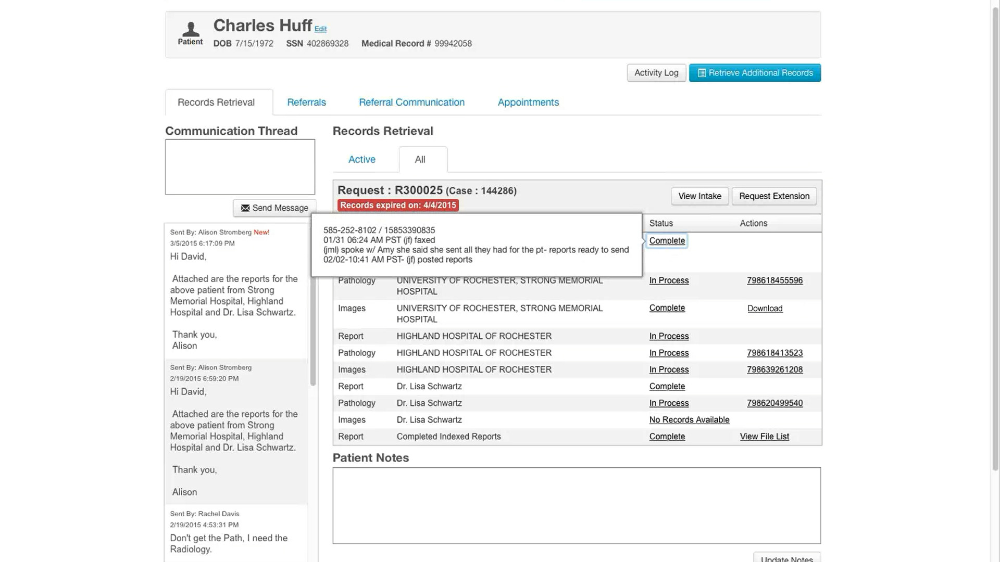 Charles Huff Edit
Patient
DOB 7/15/1972 SSN 402869328 Medical Record # 99942058
Activity Log
Retrieve Additional Records
Records Retrieval
Referrals
Referral Communication
Appointments
Communication Thread
Send Message
Sent By: Alison Stromberg New!
3/5/2015 6:17:09 PM
Hi David,
Attached are the reports for the
above patient from Strong
Memorial Hospital, Highland
Hospital and Dr. Lisa Schwartz.
Thank you,
Alison
Sent By: Alison Stromberg
2/19/2015 6:59:20 PM
Hi David,
Attached are the reports for the
above patient from Strong
Memorial Hospital, Highland
Hospital and Dr. Lisa Schwartz.
Thank you,
Alison
Sent By: Rachel Davis
2/19/2015 4:53:31 PM
Don't get the Path, I need the
Radiology.
Records Retrieval
Active
All
Request : R300025 (Case : 144286)
Records expired on: 4/4/2015
View Intake
Request Extension
Status Actions
585-252-8102 / 15853390835
01/31 06:24 AM PST (jf) faxed
(jml) spoke w/ Amy she said she sent all they had for the pt- reports ready to send
02/02-10:41 AM PST- (jf) posted reports
Complete
Pathology UNIVERSITY OF ROCHESTER, STRONG MEMORIAL In Process 798618455596
HOSPITAL
Images UNIVERSITY OF ROCHESTER, STRONG MEMORIAL Complete Download
HOSPITAL
Report HIGHLAND HOSPITAL OF ROCHESTER In Process
Pathology HIGHLAND HOSPITAL OF ROCHESTER In Process 798618413523
Images HIGHLAND HOSPITAL OF ROCHESTER In Process 798639261208
Report Dr. Lisa Schwartz Complete
Pathology Dr. Lisa Schwartz In Process 798620499540
Images Dr. Lisa Schwartz No Records Available
Report Completed Indexed Reports Complete View File List
Patient Notes
Update Notes